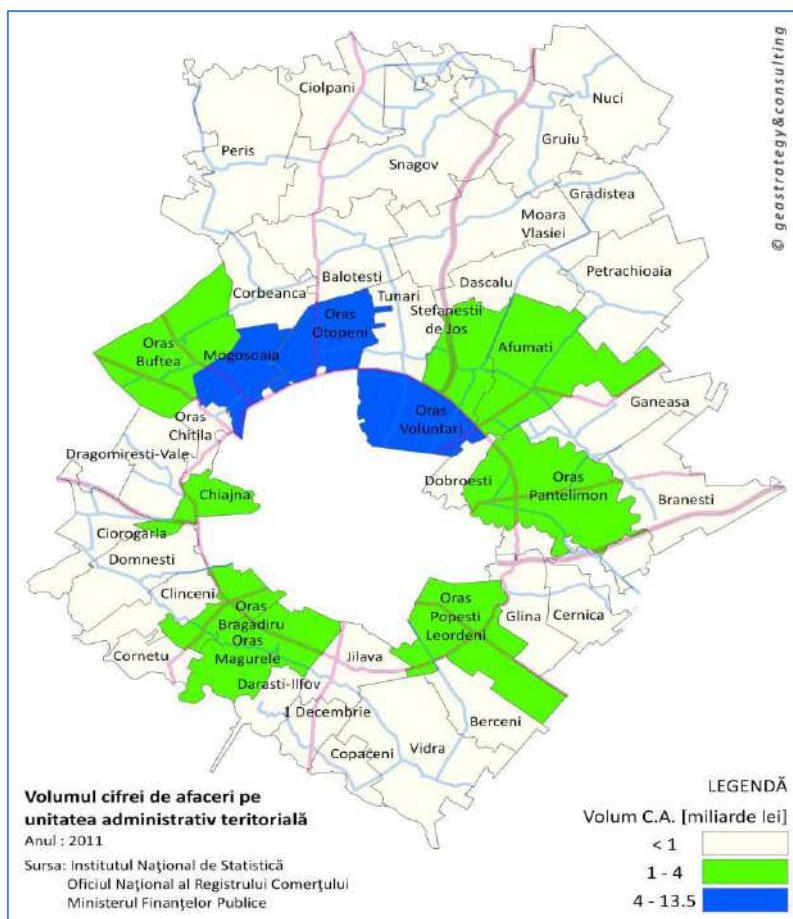 Ciolpani
Nuci
Peris
Gruiu
Snagov
Gradistea
Moara
Vlasiei
Petrachioaia
Balotesti
Dascalu
Corbeanca
Tunari
Stefanestii
de Jos
Oras
Otopeni
Afumati
Oras
Buftea
Mogosoaia
Ganeasa
Oras
Voluntari
Oras
Chitila
Dragomiresti-Vale
Dobroesti
Oras
Pantelimon
Chiajna
Branesti
Ciorogarla
Domnesti
Clinceni
Oras
Bragadiru
Oras
Magurele
Oras
Popesti
Leordeni
Glina
Cernica
Cornetu
Jilava
Darasti-Ilfov
1 Decembrie
Berceni
Copaceni
Vidra
© geastrategy&consulting
Volumul cifrei de afaceri pe
unitatea administrativ teritorială
Anul : 2011
Sursa: Institutul Naţional de Statistică
Oficiul Naţional al Registrului Comerţului
Ministerul Finanţelor Publice
LEGENDĂ
Volum C.A. [miliarde lei]
< 1
1 - 4
4 - 13.5